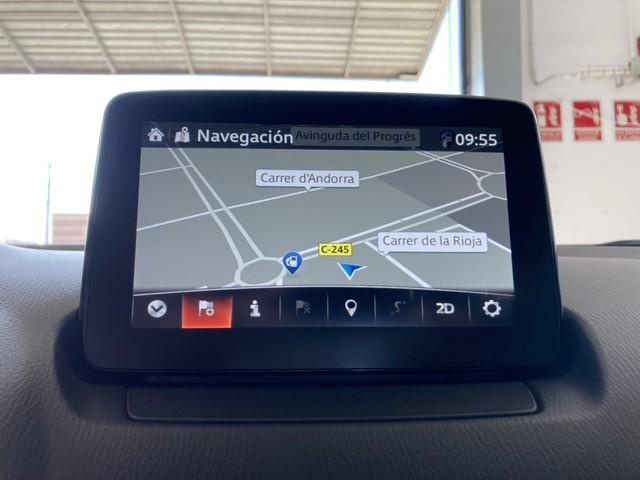 Navegación
Avinguda del Progrés
09:55
Carrer d'Andorra
C-245
Carrer de la Rioja
2D